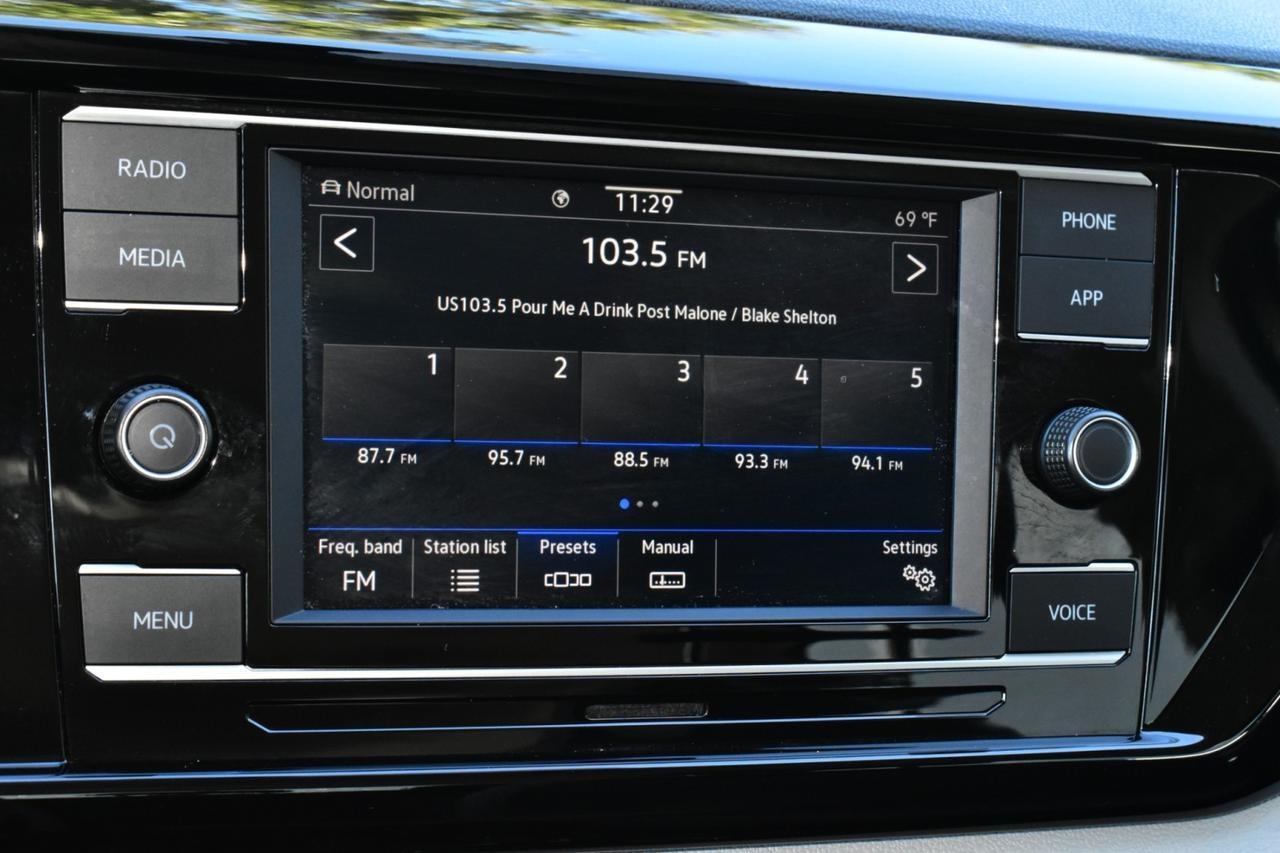 RADIO
MEDIA
MENU
Normal
11:29
69 °F
<
103.5 FM
>
US103.5 Pour Me A Drink Post Malone / Blake Shelton
1 2 3 4 5
87.7 FM 95.7 FM 88.5 FM 93.3 FM 94.1 FM
Freq. band Station list Presets Manual Settings
FM
PHONE
APP
VOICE